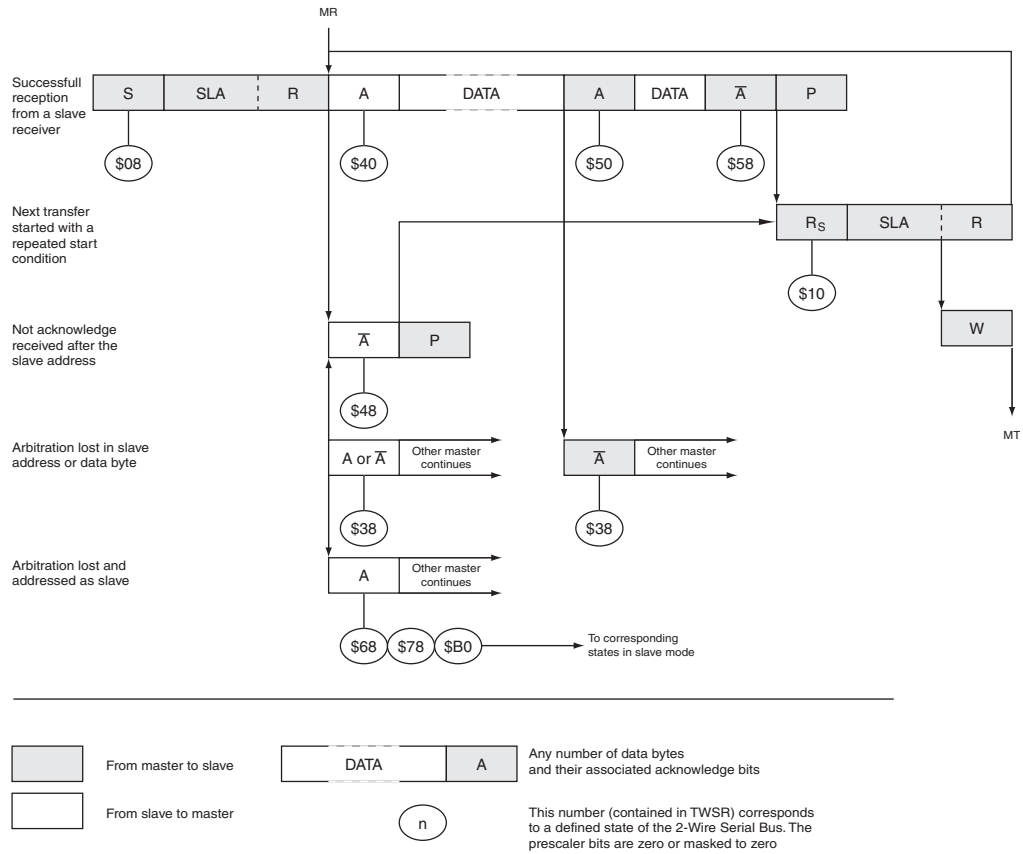 MR
Successfull
reception
from a slave
receiver
S SLA R A DATA A DATA A̅ P
$08 $40 $50 $58
Next transfer
started with a
repeated start
condition
RS SLA R
$10
Not acknowledge
received after the
slave address
A̅ P
W
$48
MT
Arbitration lost in slave
address or data byte
A or A̅
Other master
continues
A̅
Other master
continues
$38 $38
Arbitration lost and
addressed as slave
A
Other master
continues
$68 $78 $B0
To corresponding
states in slave mode
From master to slave
DATA A
Any number of data bytes
and their associated acknowledge bits
From slave to master
n
This number (contained in TWSR) corresponds
to a defined state of the 2-Wire Serial Bus. The
prescaler bits are zero or masked to zero